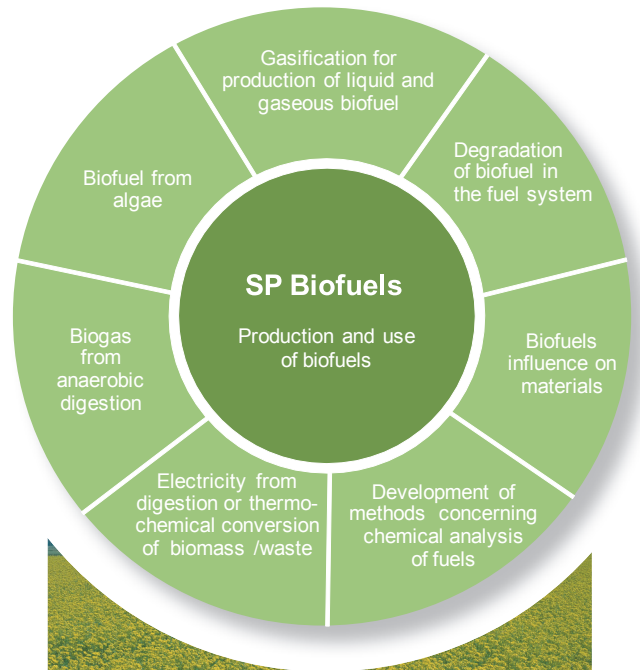 Gasification for
production of liquid and
gaseous biofuel
Degradation
of biofuel in
the fuel system
Biofuel from
algae
SP Biofuels
Production and use
of biofuels
Biogas
from
anaerobic
digestion
Biofuels
influence on
materials
Electricity from
digestion or thermo-
chemical conversion
of biomass /waste
Development of
methods concerning
chemical analysis
of fuels